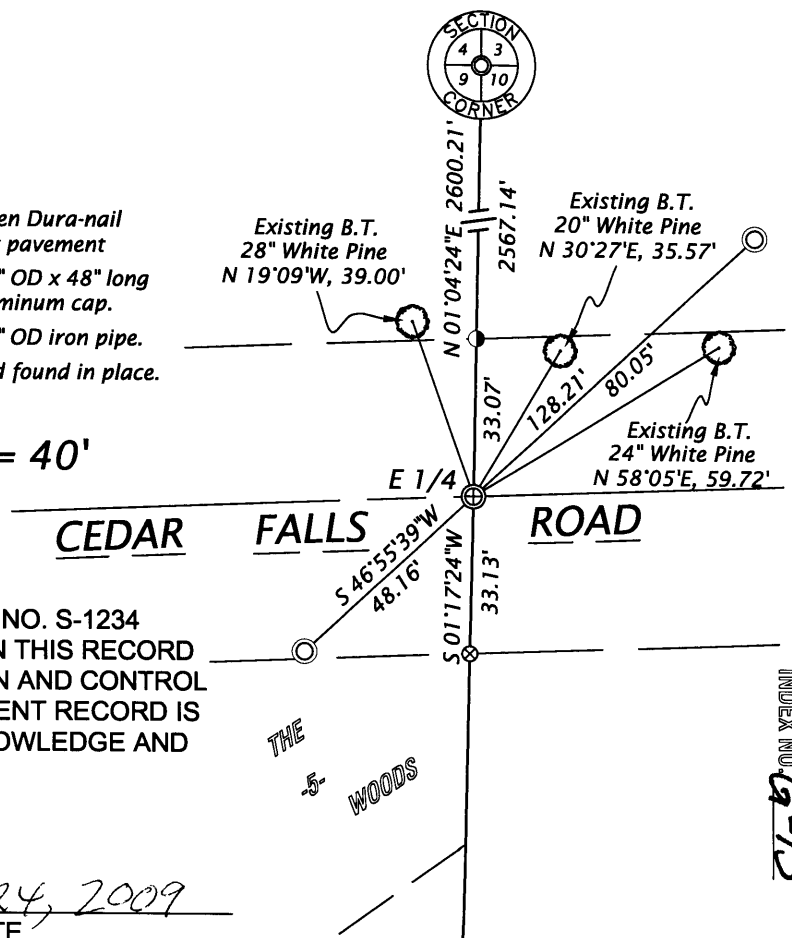 SECTION
4 3
9 10
CORNER
en Dura-nail
pavement
" OD x 48" long
minum cap.
" OD iron pipe.
d found in place.
= 40'
Existing B.T.
28" White Pine
N 19°09'W, 39.00'
N 01°04'24"E, 2600.21'
2567.14'
Existing B.T.
20" White Pine
N 30°27'E, 35.57'
33.07'
128.21'
80.05'
Existing B.T.
24" White Pine
N 58°05'E, 59.72'
E 1/4
CEDAR FALLS ROAD
S 46°55'39"W
48.16'
S 01°17'24"W
33.13'
NO. S-1234
N THIS RECORD
N AND CONTROL
ENT RECORD IS
OWLEDGE AND
THE
-5-
WOODS
INDEX NO.
24, 2009
TE